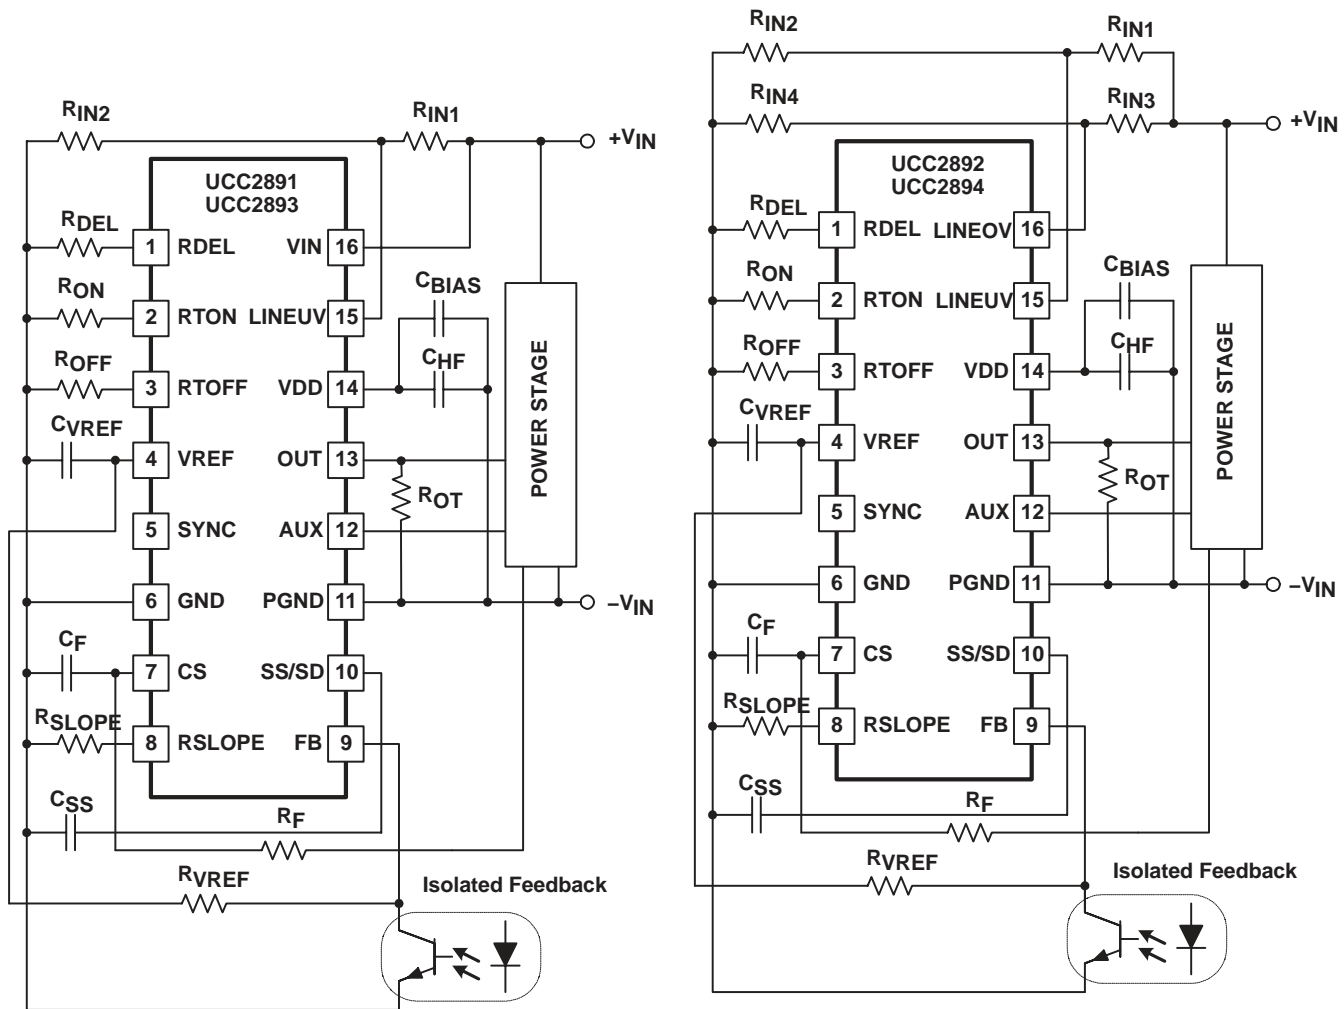 RIN2
RIN1
+VIN
UCC2891
UCC2893
RDEL
1 RDEL VIN 16
RON
CBIAS
2 RTON LINEUV 15
ROFF
CHF
3 RTOFF VDD 14
CVREF
4 VREF OUT 13
ROT
POWER STAGE
5 SYNC AUX 12
6 GND PGND 11
–VIN
CF
7 CS SS/SD 10
RSLOPE
8 RSLOPE FB 9
CSS
RF
RVREF
Isolated Feedback
RIN2
RIN1
RIN4
RIN3
+VIN
UCC2892
UCC2894
RDEL
1 RDEL LINEOV 16
RON
CBIAS
2 RTON LINEUV 15
ROFF
CHF
3 RTOFF VDD 14
CVREF
4 VREF OUT 13
ROT
POWER STAGE
5 SYNC AUX 12
6 GND PGND 11
–VIN
CF
7 CS SS/SD 10
RSLOPE
8 RSLOPE FB 9
CSS
RF
RVREF
Isolated Feedback